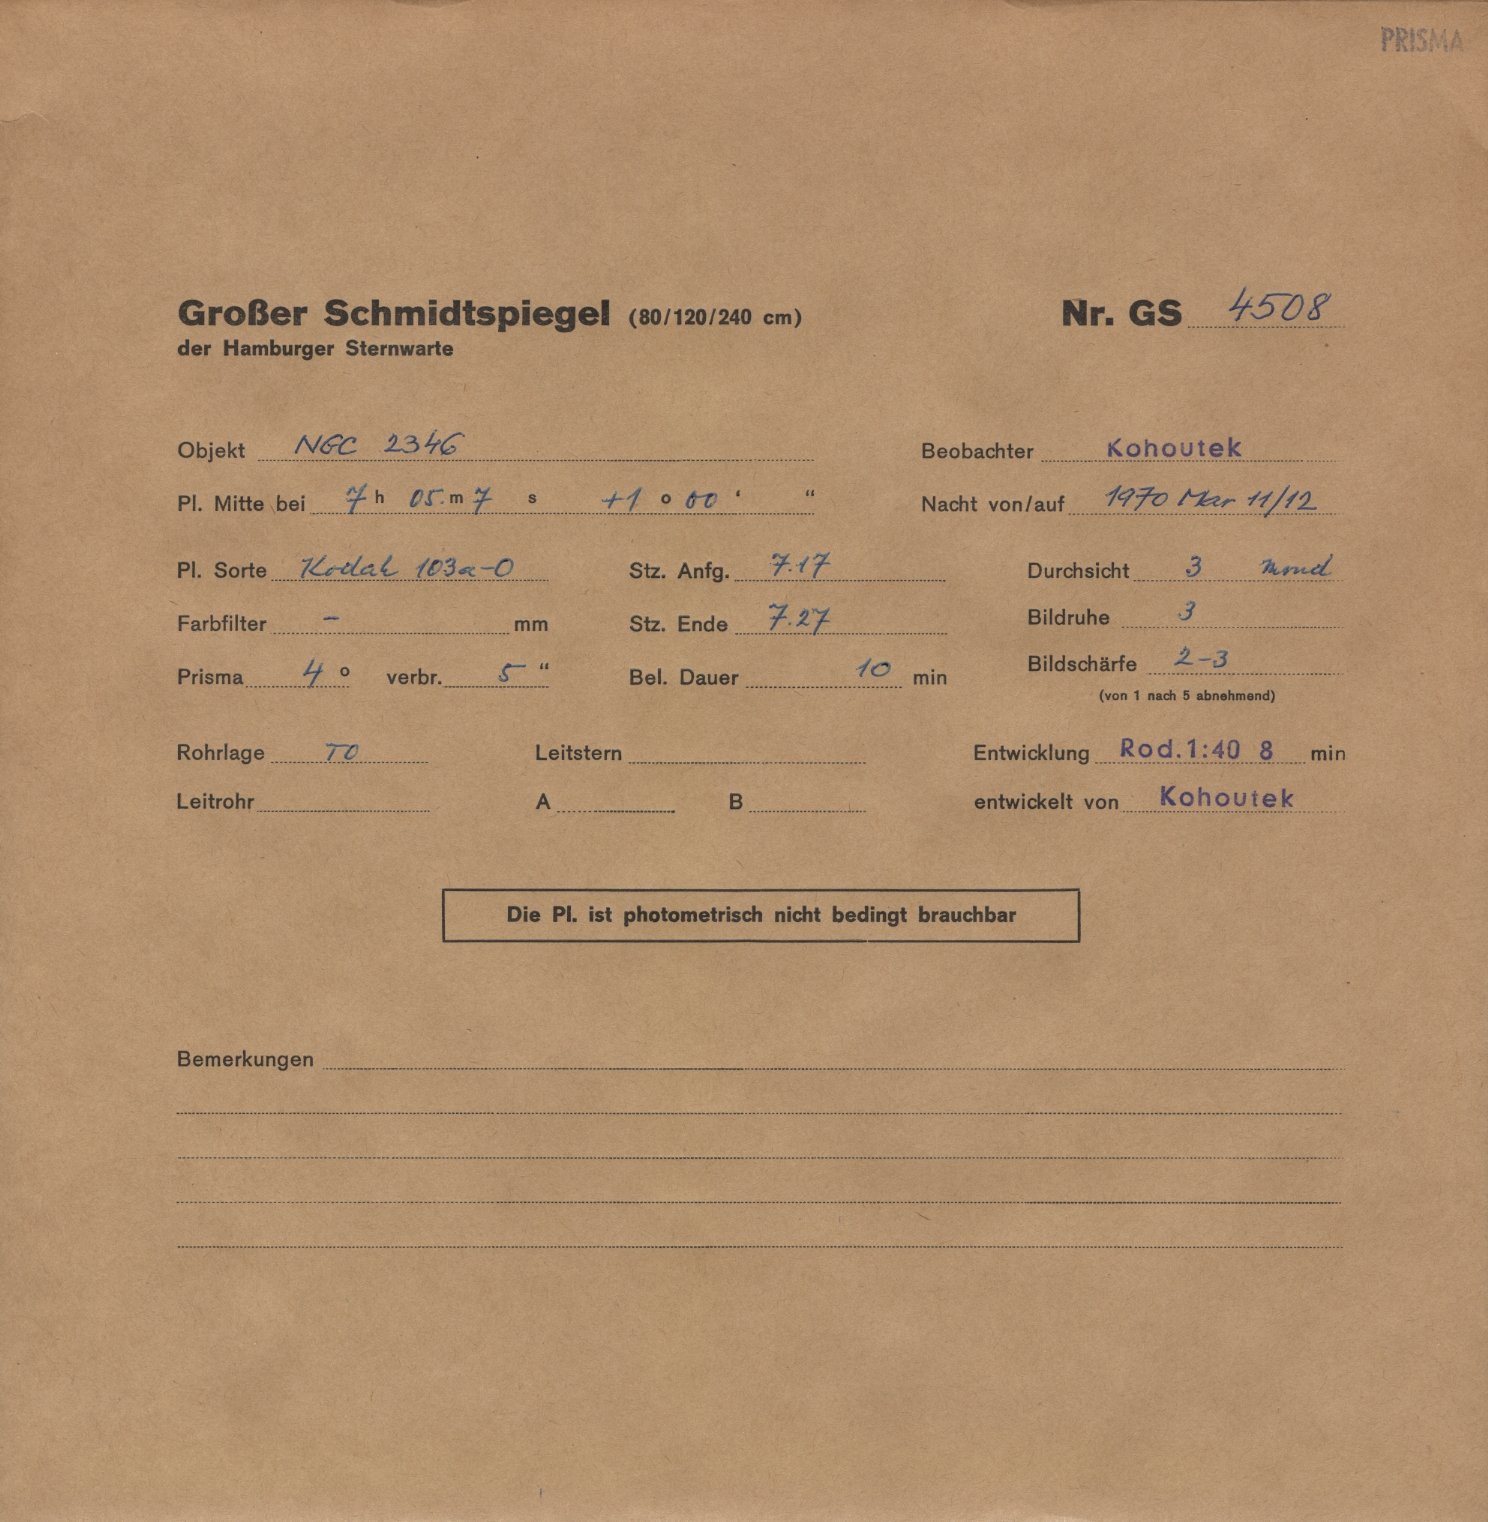 PRISMA
Großer Schmidtspiegel (80/120/240 cm) Nr. GS 4508
der Hamburger Sternwarte
Objekt NGC 2346 Beobachter Kohoutek
Pl. Mitte bei 7 h 05. m 7 s +1 o 00 ‘ “ Nacht von/auf 1970 Mar 11/12
Pl. Sorte Kodak 103a-O Stz. Anfg. 7.17 Durchsicht 3 Mond
Farbfilter - mm Stz. Ende 7.27 Bildruhe 3
Prisma 4 o verbr. 5 “ Bel. Dauer 10 min Bildschärfe 2-3
(von 1 nach 5 abnehmend)
Rohrlage TO Leitstern Entwicklung Rod.1:40 8 min
Leitrohr A B entwickelt von Kohoutek
Die Pl. ist photometrisch nicht bedingt brauchbar
Bemerkungen